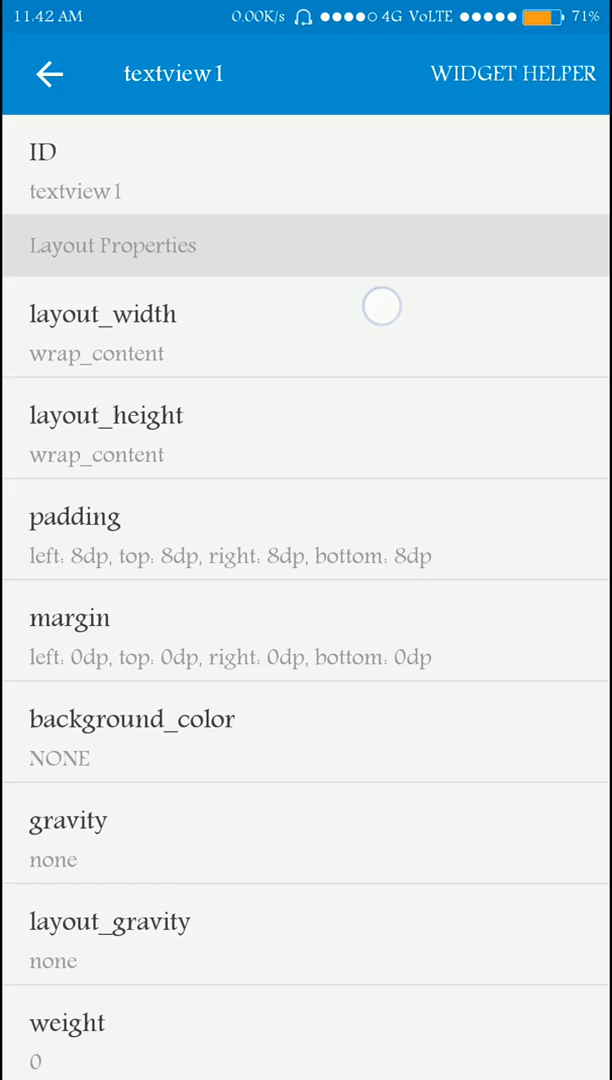 11.42 AM 0.00K/s 4G VoLTE 71%
textview1 WIDGET HELPER
ID
textview1
Layout Properties
layout_width
wrap_content
layout_height
wrap_content
padding
left: 8dp, top: 8dp, right: 8dp, bottom: 8dp
margin
left: 0dp, top: 0dp, right: 0dp, bottom: 0dp
background_color
NONE
gravity
none
layout_gravity
none
weight
0